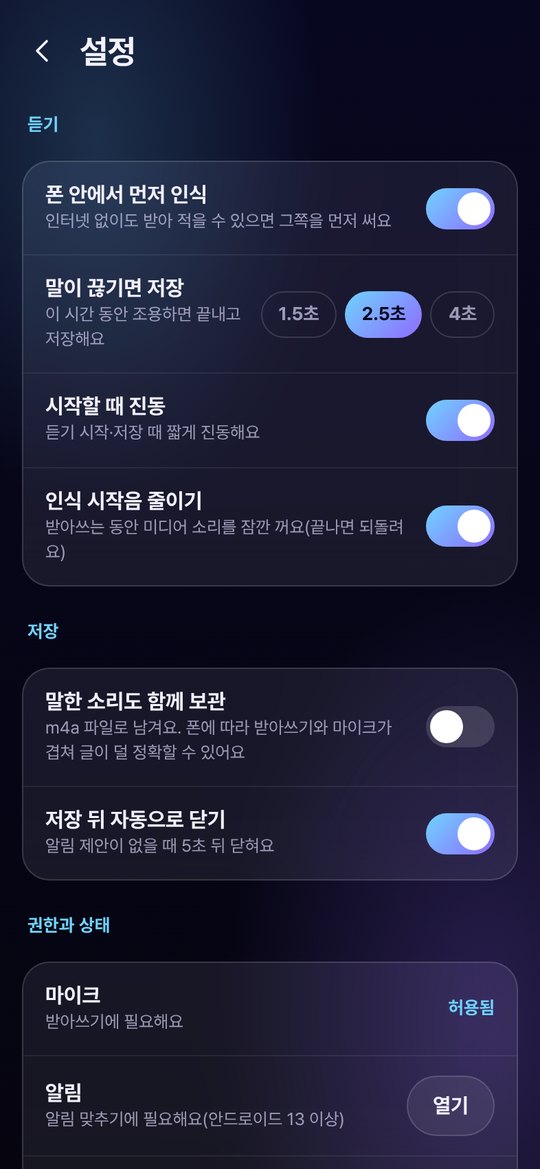 설정
듣기
폰 안에서 먼저 인식
인터넷 없이도 받아 적을 수 있으면 그쪽을 먼저 써요
말이 끊기면 저장
이 시간 동안 조용하면 끝내고
저장해요
1.5초
2.5초
4초
시작할 때 진동
듣기 시작·저장 때 짧게 진동해요
인식 시작음 줄이기
받아쓰는 동안 미디어 소리를 잠깐 꺼요(끝나면 되돌려
요)
저장
말한 소리도 함께 보관
m4a 파일로 남겨요. 폰에 따라 받아쓰기와 마이크가
겹쳐 글이 덜 정확할 수 있어요
저장 뒤 자동으로 닫기
알림 제안이 없을 때 5초 뒤 닫혀요
권한과 상태
마이크
받아쓰기에 필요해요
허용됨
알림
알림 맞추기에 필요해요(안드로이드 13 이상)
열기